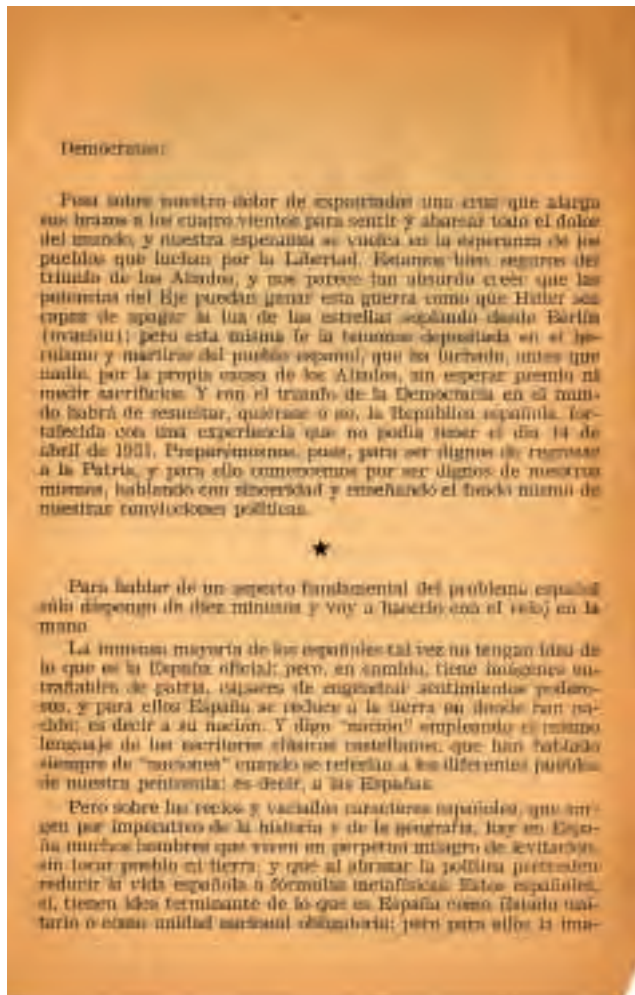 Demócratas:
Pesa sobre nuestro dolor de expatriados una cruz que alarga
sus brazos a los cuatro vientos para sentir y abarcar todo el dolor
del mundo, y nuestra esperanza se vuelca en la esperanza de los
pueblos que luchan por la Libertad. Estamos bien seguros del
triunfo de los Aliados, y nos parece tan absurdo creer que las
potencias del Eje puedan ganar esta guerra como que Hitler sea
capaz de apagar la luz de las estrellas soplando desde Berlín
(ovación); pero esta misma fe la tenemos depositada en el he-
roísmo y martirio del pueblo español, que ha luchado, antes que
nadie, por la propia causa de los Aliados, sin esperar premio ni
medir sacrificios. Y con el triunfo de la Democracia en el mun-
do habrá de resucitar, quiérase o no, la República española, for-
talecida con una experiencia que no podía tener el día 14 de
abril de 1931. Preparémonos, pues, para ser dignos de regresar
a la Patria, y para ello comencemos por ser dignos de nosotros
mismos, hablando con sinceridad y enseñando el fondo mismo de
nuestras convicciones políticas.
★
Para hablar de un aspecto fundamental del problema español
sólo dispongo de diez minutos y voy a hacerlo con el reloj en la
mano.
La inmensa mayoría de los españoles tal vez no tengan idea de
lo que es la España oficial; pero, en cambio, tiene imágenes en-
trañables de patria, capaces de engendrar sentimientos podero-
sos, y para ellos España se reduce a la tierra en donde han na-
cido; es decir a su nación. Y digo "nación" empleando el mismo
lenguaje de los escritores clásicos castellanos, que han hablado
siempre de "naciones" cuando se referían a los diferentes pueblos
de nuestra península; es decir, a las Españas.
Pero sobre los recios y variados caracteres españoles, que sur-
gen por imperativo de la historia y de la geografía, hay en Espa-
ña muchos hombres que viven en perpetuo milagro de levitación,
sin tocar pueblo ni tierra, y que al abrazar la política pretenden
reducir la vida española a fórmulas metafísicas. Estos españoles,
sí, tienen idea terminante de lo que es España como Estado uni-
tario o como unidad nacional obligatoria; pero para ellos la ima-